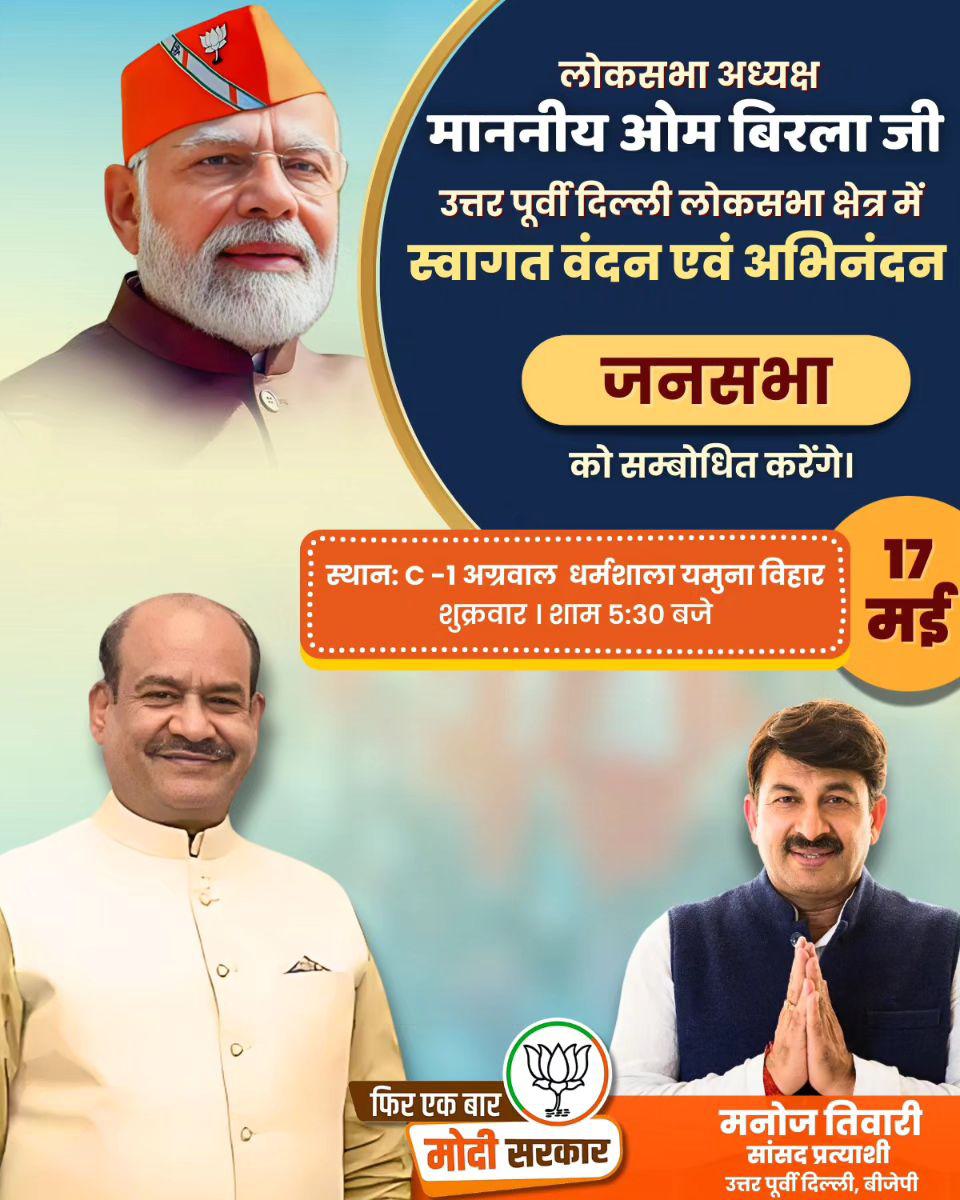 लोकसभा अध्यक्ष
माननीय ओम बिरला जी
उत्तर पूर्वी दिल्ली लोकसभा क्षेत्र में
स्वागत वंदन एवं अभिनंदन
जनसभा
को सम्बोधित करेंगे।
स्थान: C -1 अग्रवाल धर्मशाला यमुना विहार
शुक्रवार । शाम 5:30 बजे
17
मई
फिर एक बार
मोदी सरकार
मनोज तिवारी
सांसद प्रत्याशी
उत्तर पूर्वी दिल्ली, बीजेपी